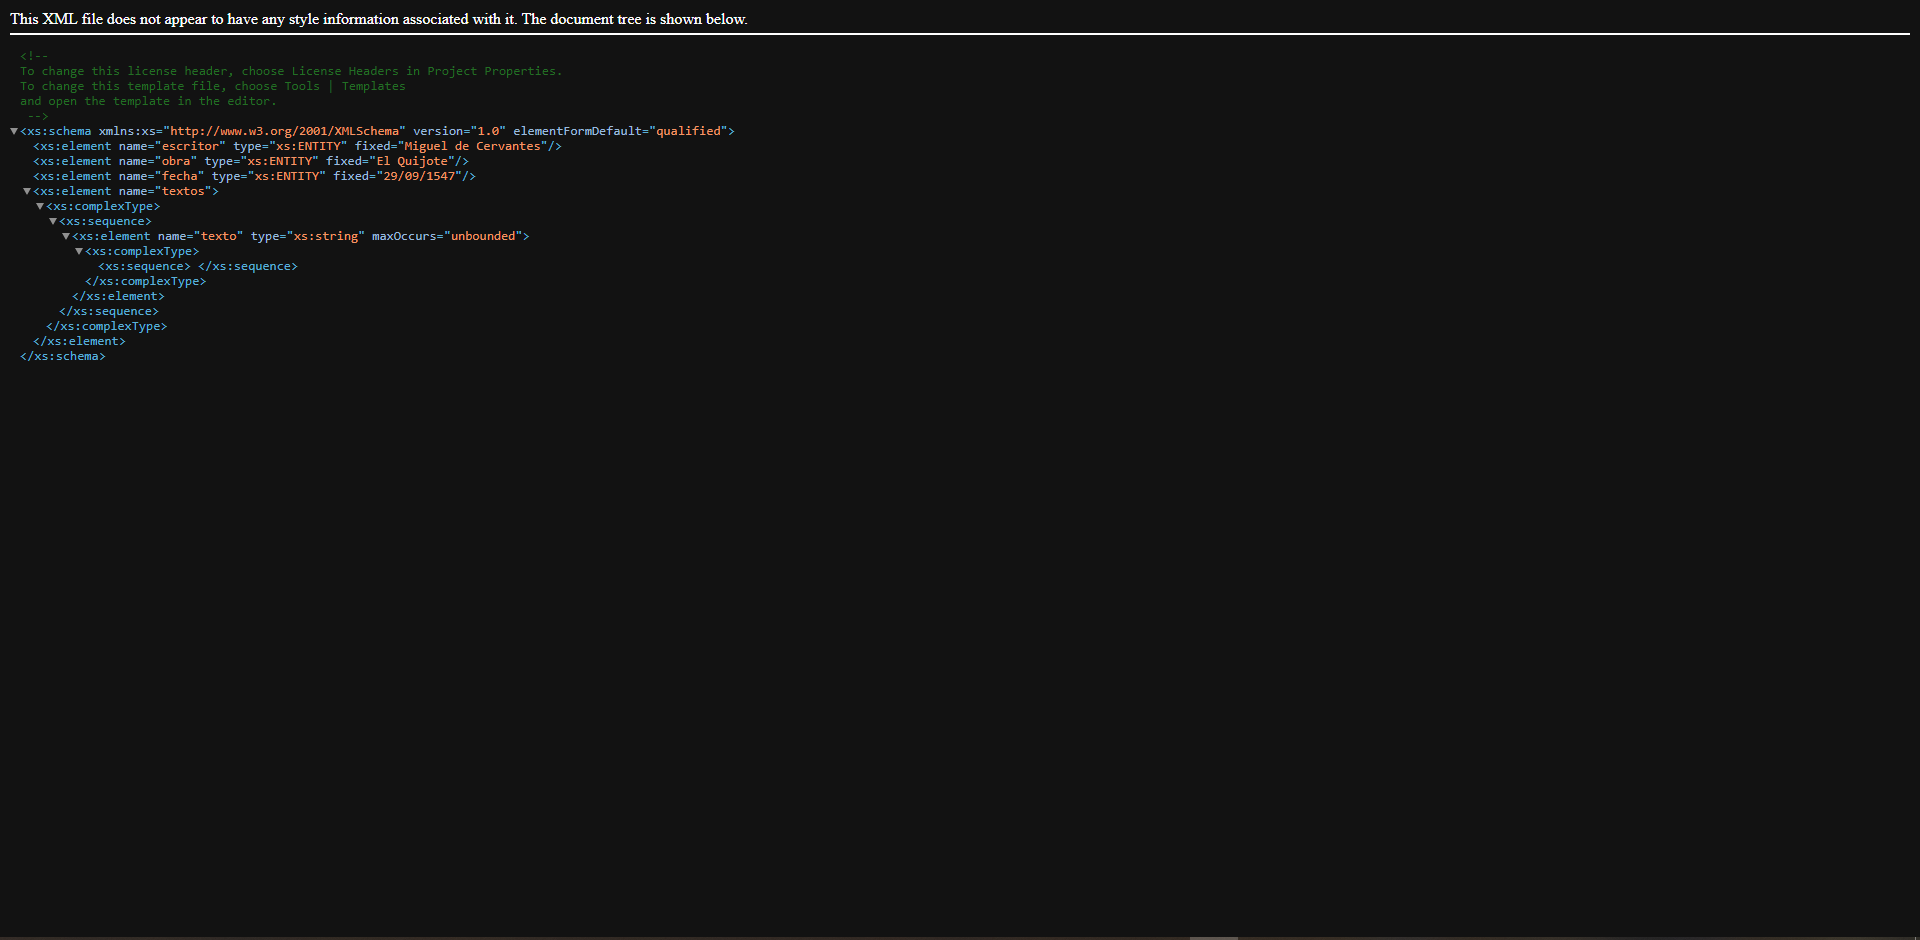 This XML file does not appear to have any style information associated with it. The document tree is shown below.
<!--
To change this license header, choose License Headers in Project Properties.
To change this template file, choose Tools | Templates
and open the template in the editor.
-->
▼<xs:schema xmlns:xs="http://www.w3.org/2001/XMLSchema" version="1.0" elementFormDefault="qualified">
<xs:element name="escritor" type="xs:ENTITY" fixed="Miguel de Cervantes"/>
<xs:element name="obra" type="xs:ENTITY" fixed="El Quijote"/>
<xs:element name="fecha" type="xs:ENTITY" fixed="29/09/1547"/>
▼<xs:element name="textos">
▼<xs:complexType>
▼<xs:sequence>
▼<xs:element name="texto" type="xs:string" maxOccurs="unbounded">
▼<xs:complexType>
<xs:sequence> </xs:sequence>
</xs:complexType>
</xs:element>
</xs:sequence>
</xs:complexType>
</xs:element>
</xs:schema>